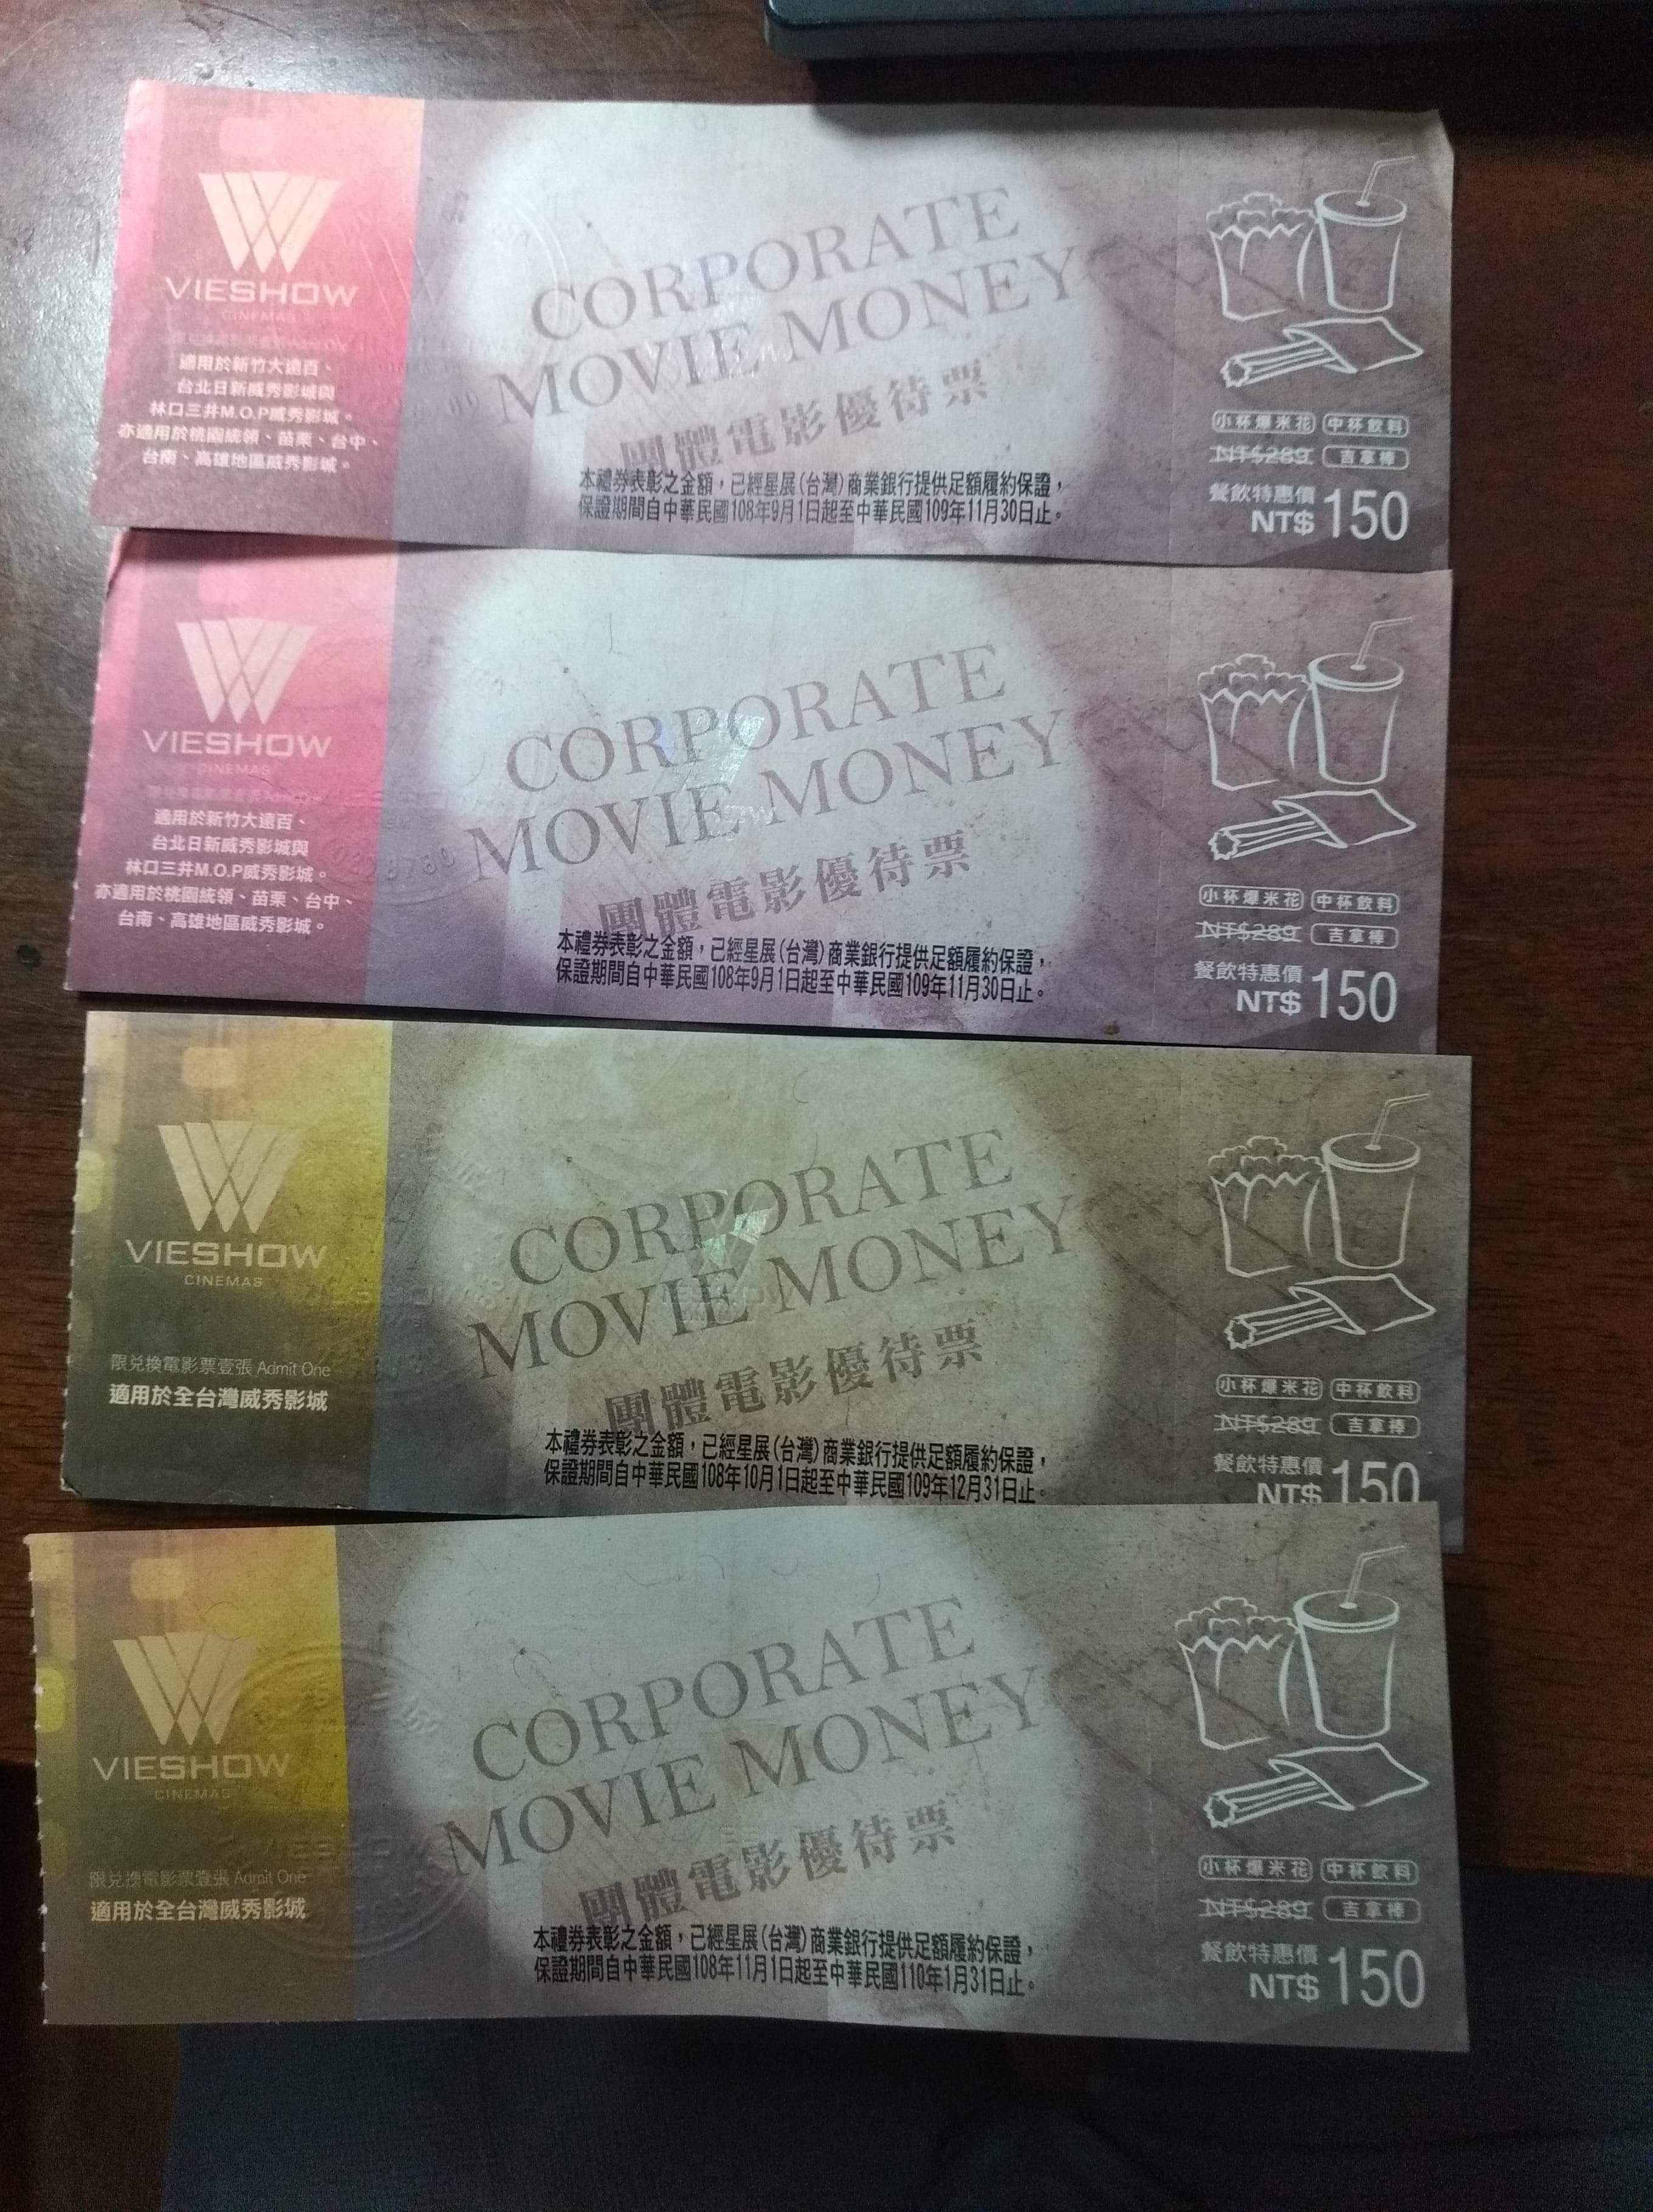 VIESHOW
CINEMAS
適用於新竹大遠百、
台北日新威秀影城與
林口三井M.O.P威秀影城。
亦適用於桃園統領、苗栗、台中、
台南、高雄地區威秀影城。
CORPORATE
MOVIE MONEY
團體電影優待票
本禮券表彰之金額，已經星展(台灣)商業銀行提供足額履約保證，
保證期間自中華民國108年9月1日起至中華民國109年11月30日止。
小杯爆米花 中杯飲料
NT$289 吉拿棒
餐飲特惠價
NT$ 150
VIESHOW
CINEMAS
適用於新竹大遠百、
台北日新威秀影城與
林口三井M.O.P威秀影城。
亦適用於桃園統領、苗栗、台中、
台南、高雄地區威秀影城。
CORPORATE
MOVIE MONEY
團體電影優待票
本禮券表彰之金額，已經星展(台灣)商業銀行提供足額履約保證，
保證期間自中華民國108年9月1日起至中華民國109年11月30日止。
小杯爆米花 中杯飲料
NT$289 吉拿棒
餐飲特惠價
NT$ 150
VIESHOW
CINEMAS
限兌換電影票壹張 Admit One
適用於全台灣威秀影城
CORPORATE
MOVIE MONEY
團體電影優待票
本禮券表彰之金額，已經星展(台灣)商業銀行提供足額履約保證，
保證期間自中華民國108年10月1日起至中華民國109年12月31日止。
小杯爆米花 中杯飲料
NT$289 吉拿棒
餐飲特惠價
NT$ 150
VIESHOW
CINEMAS
限兌換電影票壹張 Admit One
適用於全台灣威秀影城
CORPORATE
MOVIE MONEY
團體電影優待票
本禮券表彰之金額，已經星展(台灣)商業銀行提供足額履約保證，
保證期間自中華民國108年11月1日起至中華民國110年1月31日止。
小杯爆米花 中杯飲料
NT$289 吉拿棒
餐飲特惠價
NT$ 150